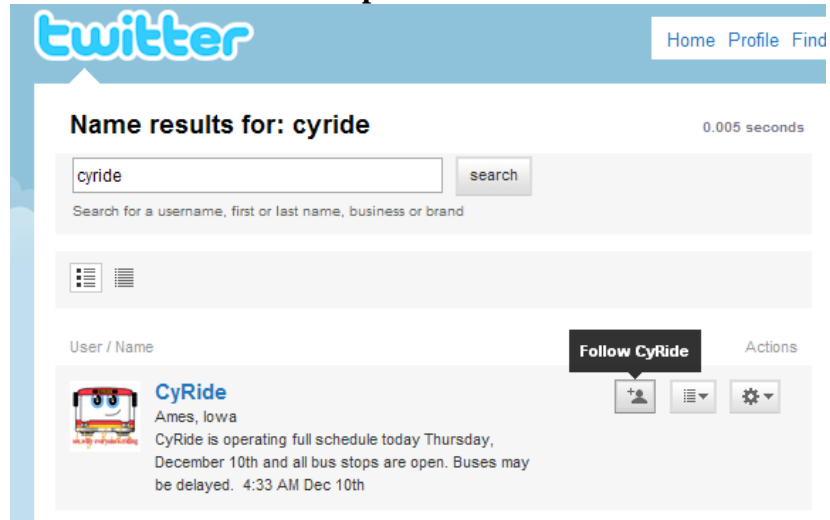 twitter
Home Profile Find
Name results for: cyride
0.005 seconds
cyride
search
Search for a username, first or last name, business or brand
User / Name
Follow CyRide
Actions
CyRide
Ames, Iowa
CyRide is operating full schedule today Thursday,
December 10th and all bus stops are open. Buses may
be delayed. 4:33 AM Dec 10th